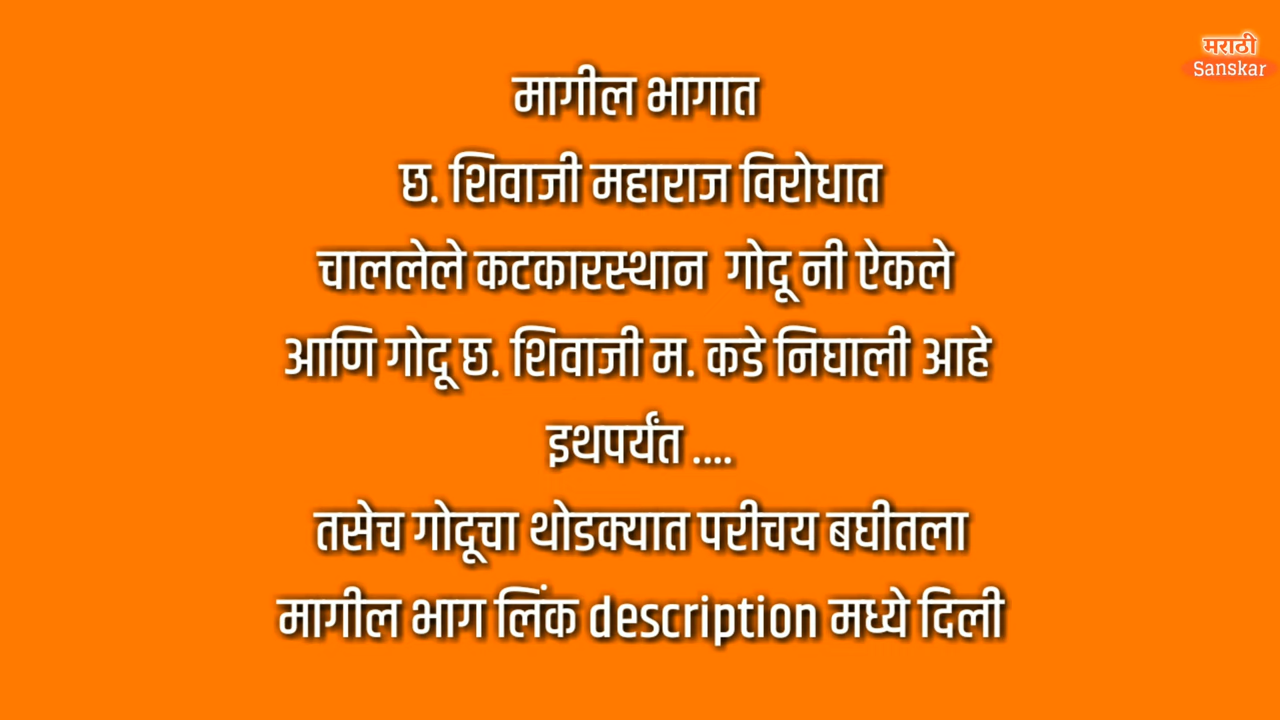 मराठी
Sanskar
मागील भागात
छ. शिवाजी महाराज विरोधात
चाललेले कटकारस्थान गोदू नी ऐकले
आणि गोदू छ. शिवाजी म. कडे निघाली आहे
इथपर्यंत ....
तसेच गोदूचा थोडक्यात परीचय बघीतला
मागील भाग लिंक description मध्ये दिली